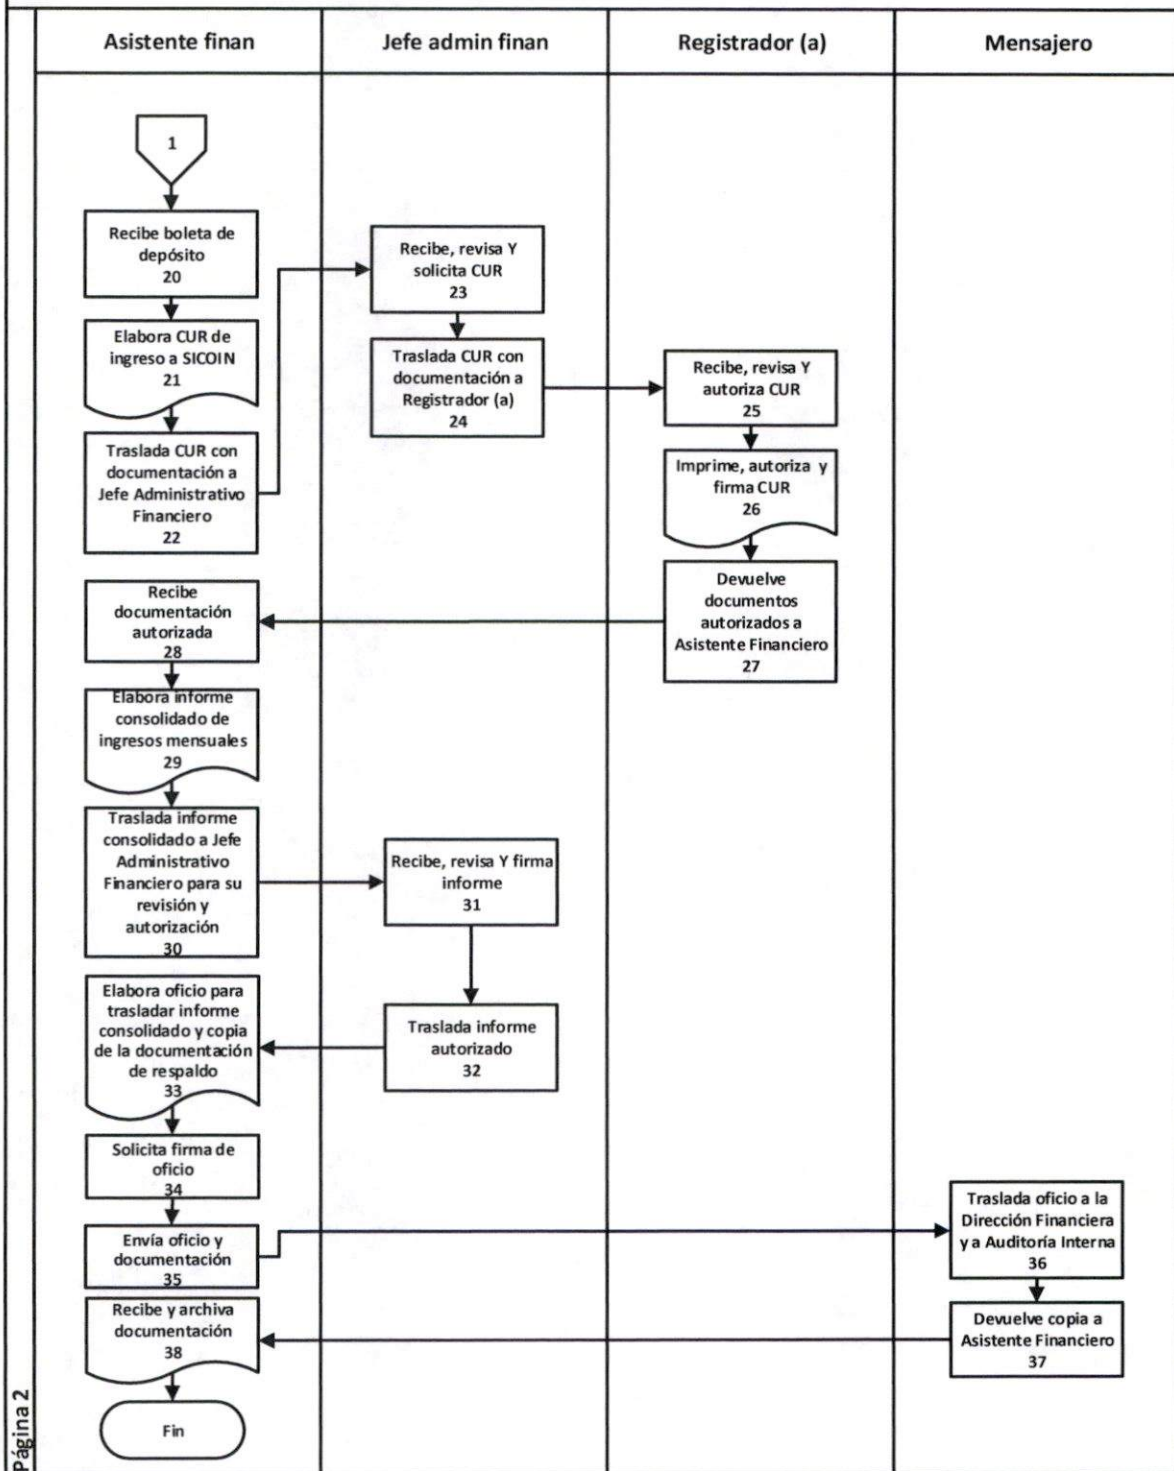 Asistente finan
Jefe admin finan
Registrador (a)
Mensajero
1
Recibe boleta de
depósito
20
Elabora CUR de
ingreso a SICOIN
21
Traslada CUR con
documentación a
Jefe Administrativo
Financiero
22
Recibe, revisa Y
solicita CUR
23
Traslada CUR con
documentación a
Registrador (a)
24
Recibe, revisa Y
autoriza CUR
25
Imprime, autoriza y
firma CUR
26
Devuelve
documentos
autorizados a
Asistente Financiero
27
Recibe
documentación
autorizada
28
Elabora informe
consolidado de
ingresos mensuales
29
Traslada informe
consolidado a Jefe
Administrativo
Financiero para su
revisión y
autorización
30
Recibe, revisa Y firma
informe
31
Traslada informe
autorizado
32
Elabora oficio para
trasladar informe
consolidado y copia
de la documentación
de respaldo
33
Solicita firma de
oficio
34
Envía oficio y
documentación
35
Traslada oficio a la
Dirección Financiera
y a Auditoría Interna
36
Devuelve copia a
Asistente Financiero
37
Recibe y archiva
documentación
38
Fin
Página 2